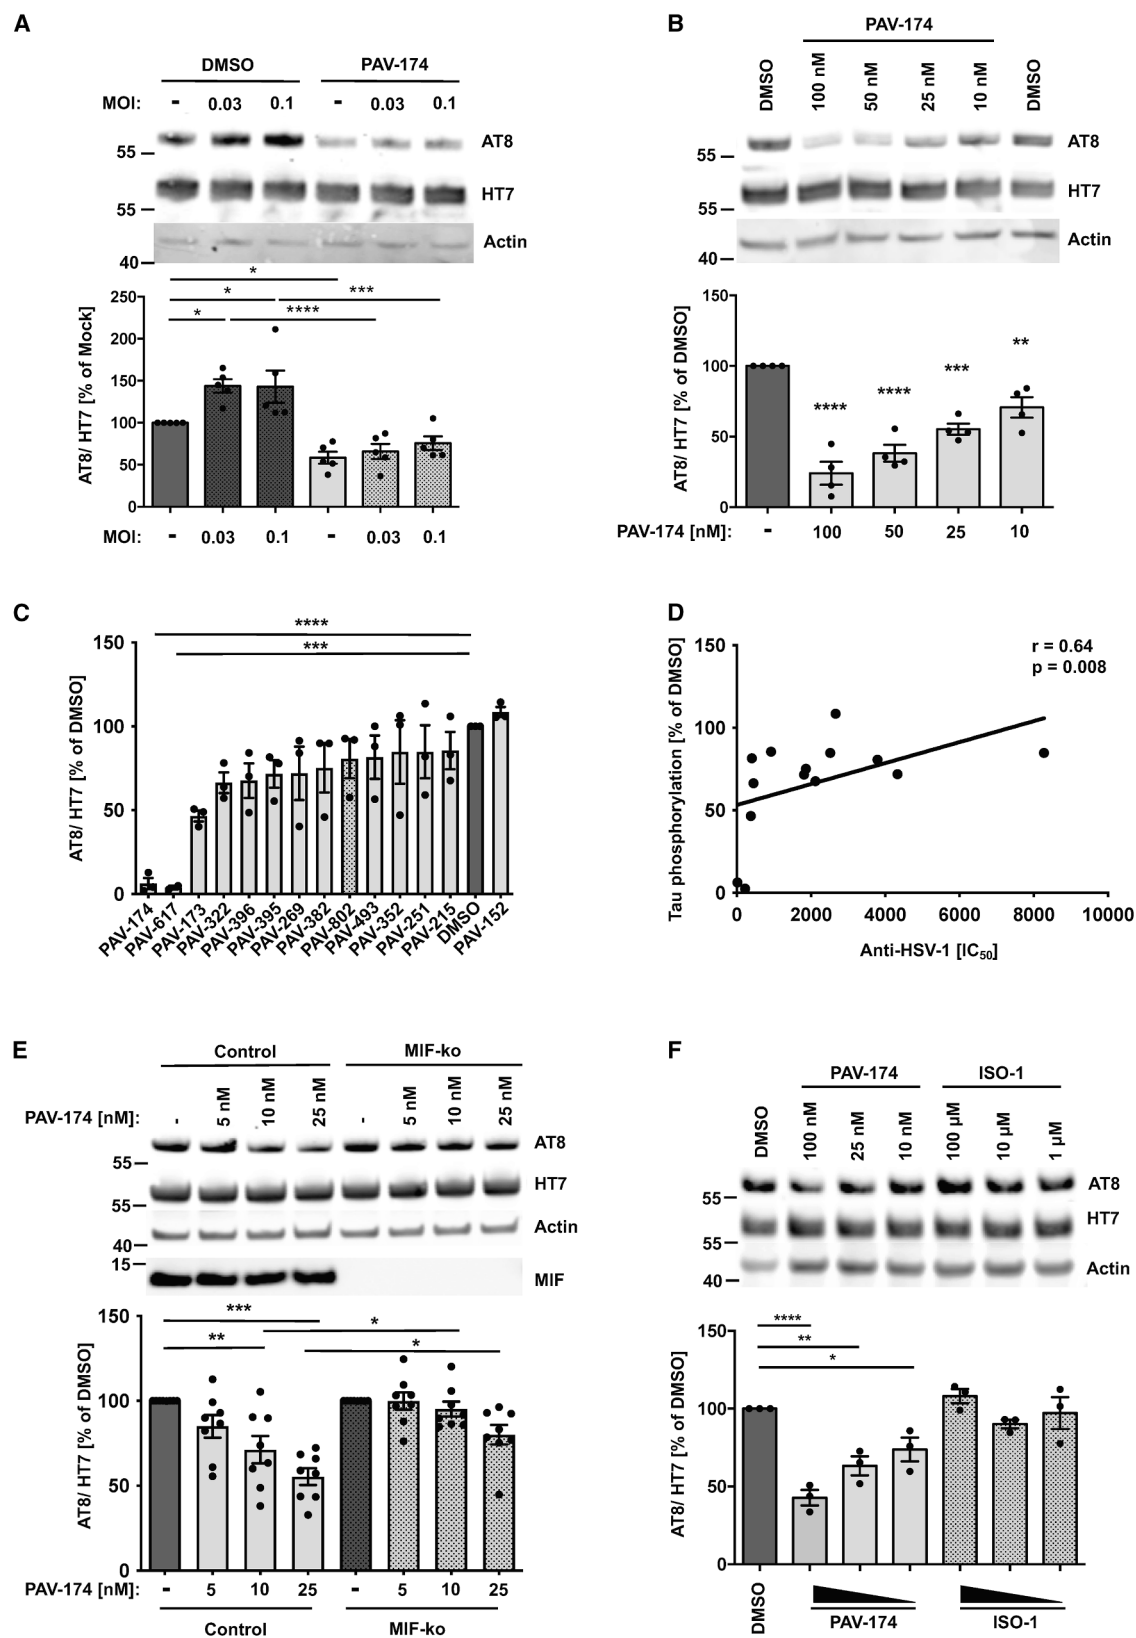 A
DMSO PAV-174
MOI: - 0.03 0.1 - 0.03 0.1
AT8
55
HT7
55
Actin
40
*
* ***
* ****
AT8/ HT7 [% of Mock]
250
200
150
100
50
0
MOI: - 0.03 0.1 - 0.03 0.1
B
PAV-174
DMSO 100 nM 50 nM 25 nM 10 nM DMSO
AT8
55
HT7
55
Actin
40
AT8/ HT7 [% of DMSO]
150
100
50
0
**** **** *** **
PAV-174 [nM]: - 100 50 25 10
C
****
***
AT8/ HT7 [% of DMSO]
150
100
50
0
PAV-174 PAV-617 PAV-173 PAV-322 PAV-396 PAV-395 PAV-269 PAV-382 PAV-802 PAV-493 PAV-352 PAV-251 PAV-215 DMSO PAV-152
D
r = 0.64
p = 0.008
Tau phosphorylation [% of DMSO]
150
100
50
0
0 2000 4000 6000 8000 10000
Anti-HSV-1 [IC50]
E
Control MIF-ko
PAV-174 [nM]: - 5 nM 10 nM 25 nM - 5 nM 10 nM 25 nM
AT8
55
HT7
55
Actin
40
15
MIF
*** 
** *
*
AT8/ HT7 [% of DMSO]
150
100
50
0
PAV-174 [nM]: - 5 10 25 - 5 10 25
Control MIF-ko
F
PAV-174 ISO-1
DMSO 100 nM 25 nM 10 nM 100 µM 10 µM 1 µM
AT8
55
HT7
55
Actin
40
****
**
*
AT8/ HT7 [% of DMSO]
150
100
50
0
DMSO
PAV-174 ISO-1